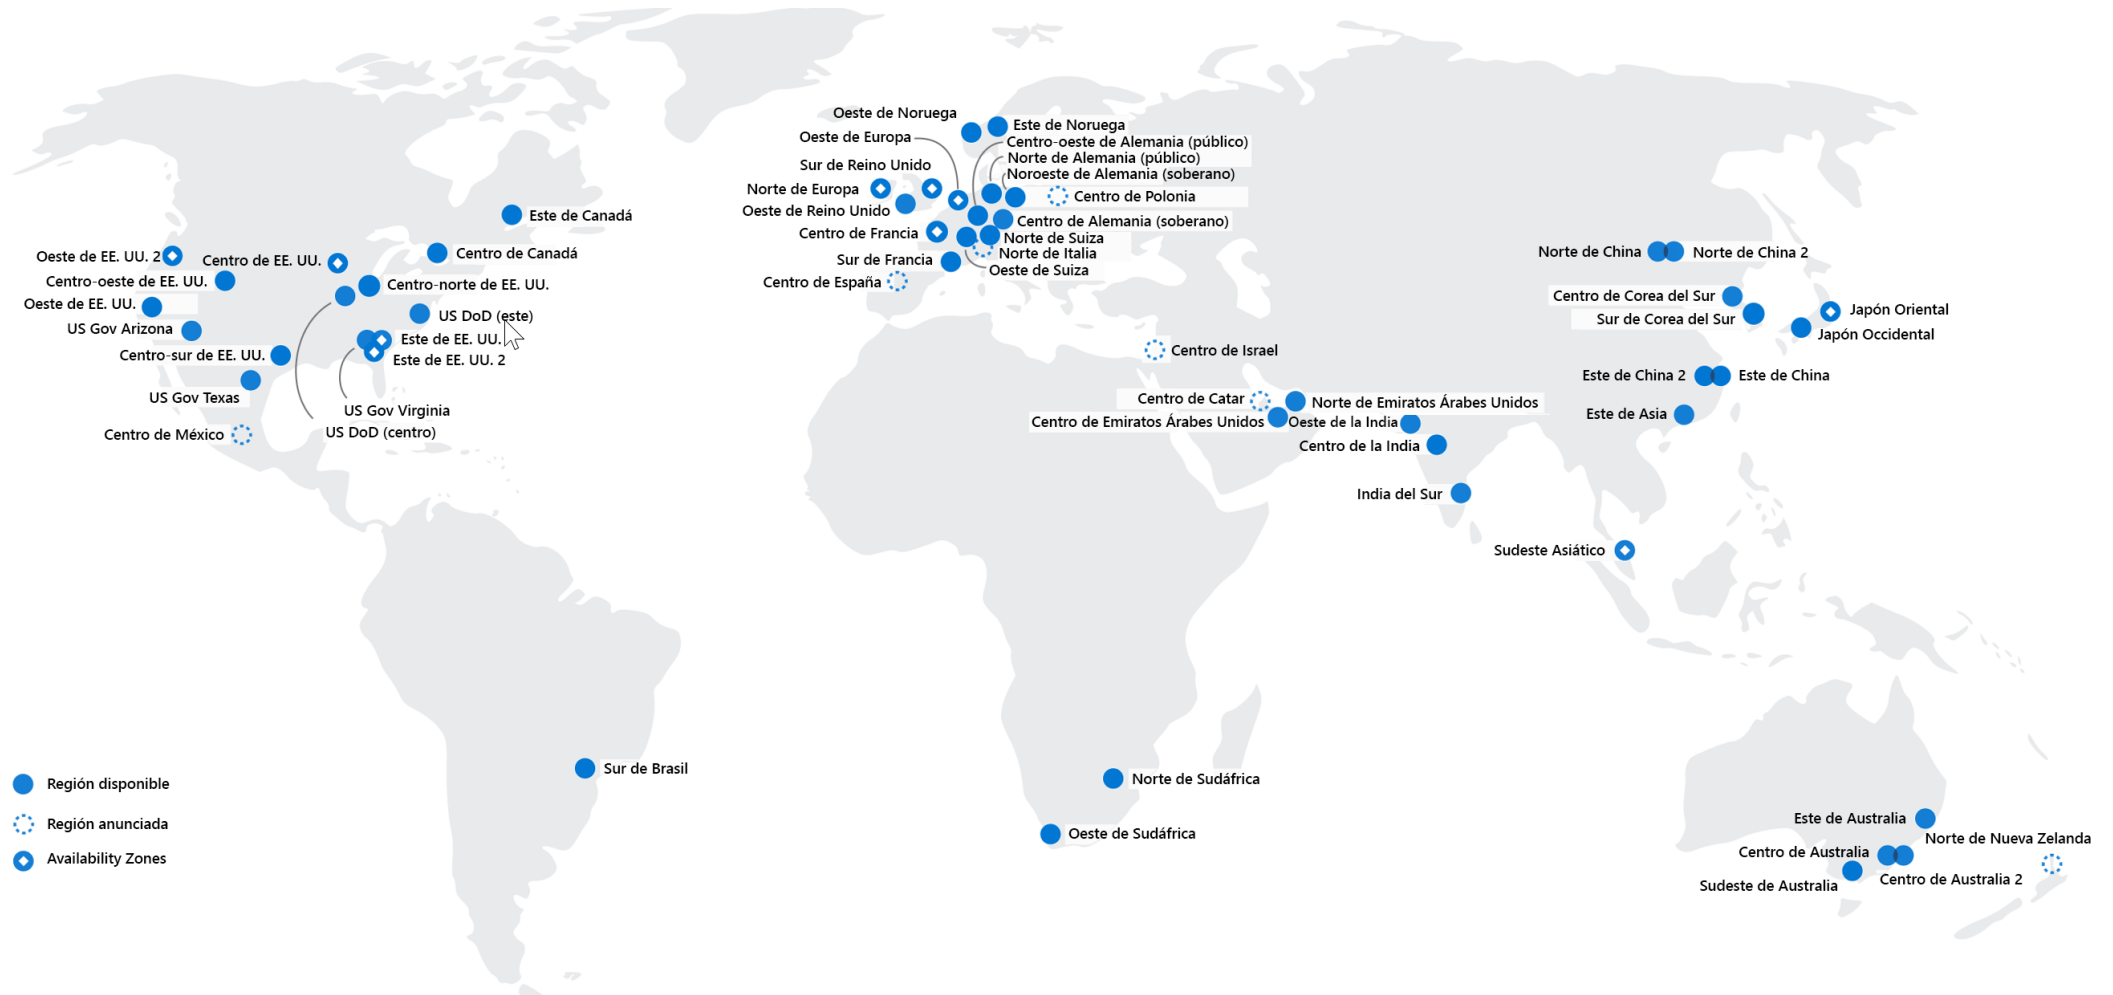 Oeste de Noruega
Este de Noruega
Oeste de Europa
Centro-oeste de Alemania (público)
Norte de Alemania (público)
Sur de Reino Unido
Noroeste de Alemania (soberano)
Norte de Europa
Centro de Polonia
Oeste de Reino Unido
Centro de Alemania (soberano)
Centro de Francia
Norte de Suiza
Norte de Italia
Sur de Francia
Oeste de Suiza
Centro de España
Este de Canadá
Centro de Canadá
Oeste de EE. UU. 2
Centro de EE. UU.
Centro-oeste de EE. UU.
Centro-norte de EE. UU.
Oeste de EE. UU.
US DoD (este)
US Gov Arizona
Este de EE. UU.
Centro-sur de EE. UU.
Este de EE. UU. 2
US Gov Texas
US Gov Virginia
US DoD (centro)
Centro de México
Norte de China
Norte de China 2
Centro de Corea del Sur
Japón Oriental
Sur de Corea del Sur
Japón Occidental
Centro de Israel
Este de China 2
Este de China
Centro de Catar
Norte de Emiratos Árabes Unidos
Este de Asia
Centro de Emiratos Árabes Unidos
Oeste de la India
Centro de la India
India del Sur
Sudeste Asiático
Sur de Brasil
Norte de Sudáfrica
Oeste de Sudáfrica
Este de Australia
Norte de Nueva Zelanda
Centro de Australia
Centro de Australia 2
Sudeste de Australia
Región disponible
Región anunciada
Availability Zones